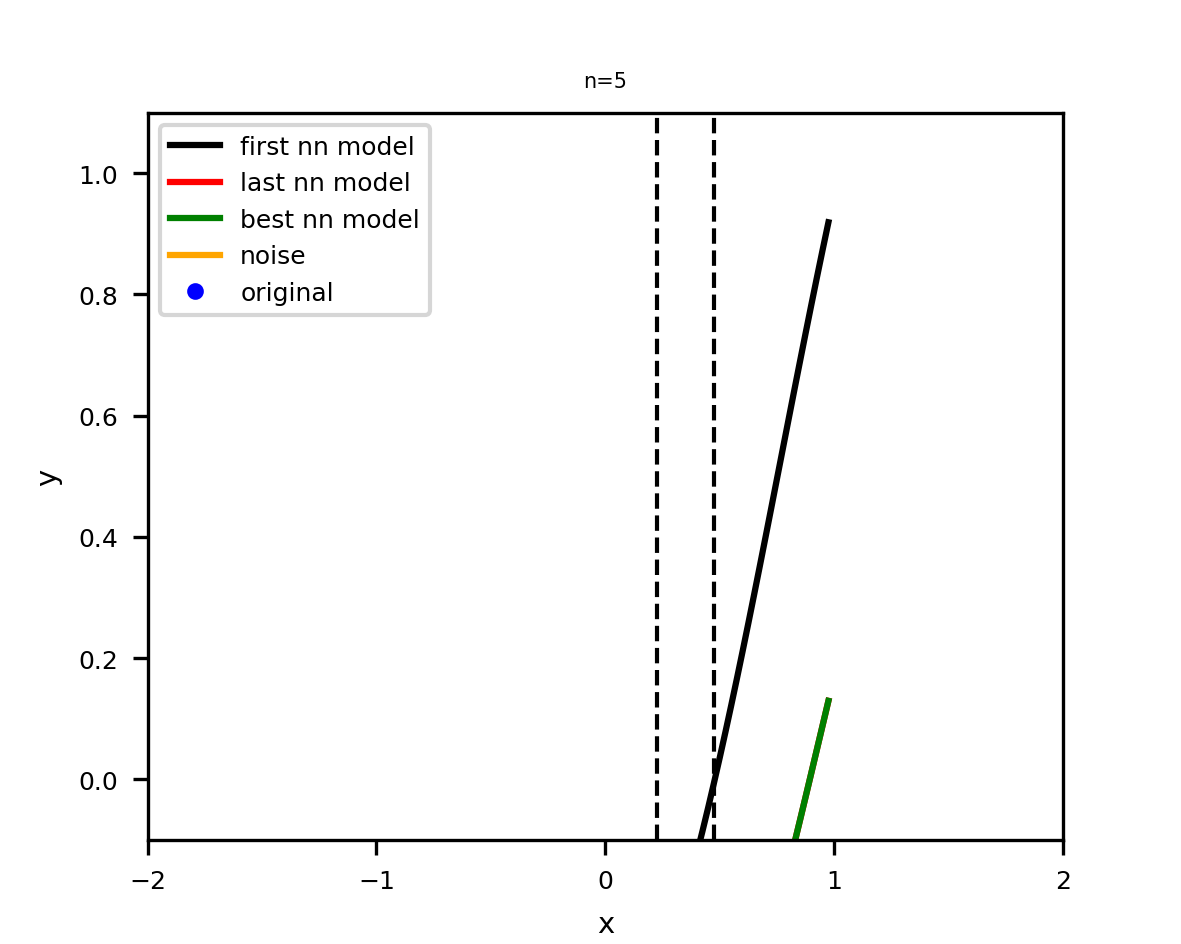 n=5
first nn model
last nn model
best nn model
noise
original
1.0
0.8
0.6
0.4
0.2
0.0
y
−2
−1
0
1
2
x